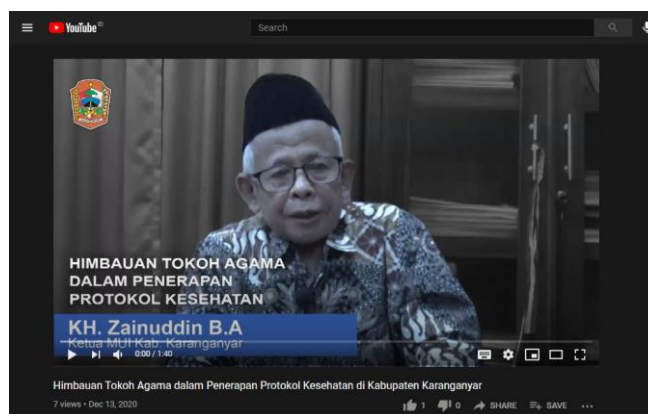 YouTube ID
Search
HIMBAUAN TOKOH AGAMA
DALAM PENERAPAN
PROTOKOL KESEHATAN
KH. Zainuddin B.A
Ketua MUI Kab. Karanganyar
0:00 / 1:40
Himbauan Tokoh Agama dalam Penerapan Protokol Kesehatan di Kabupaten Karanganyar
7 views • Dec 13, 2020
1 0 SHARE SAVE